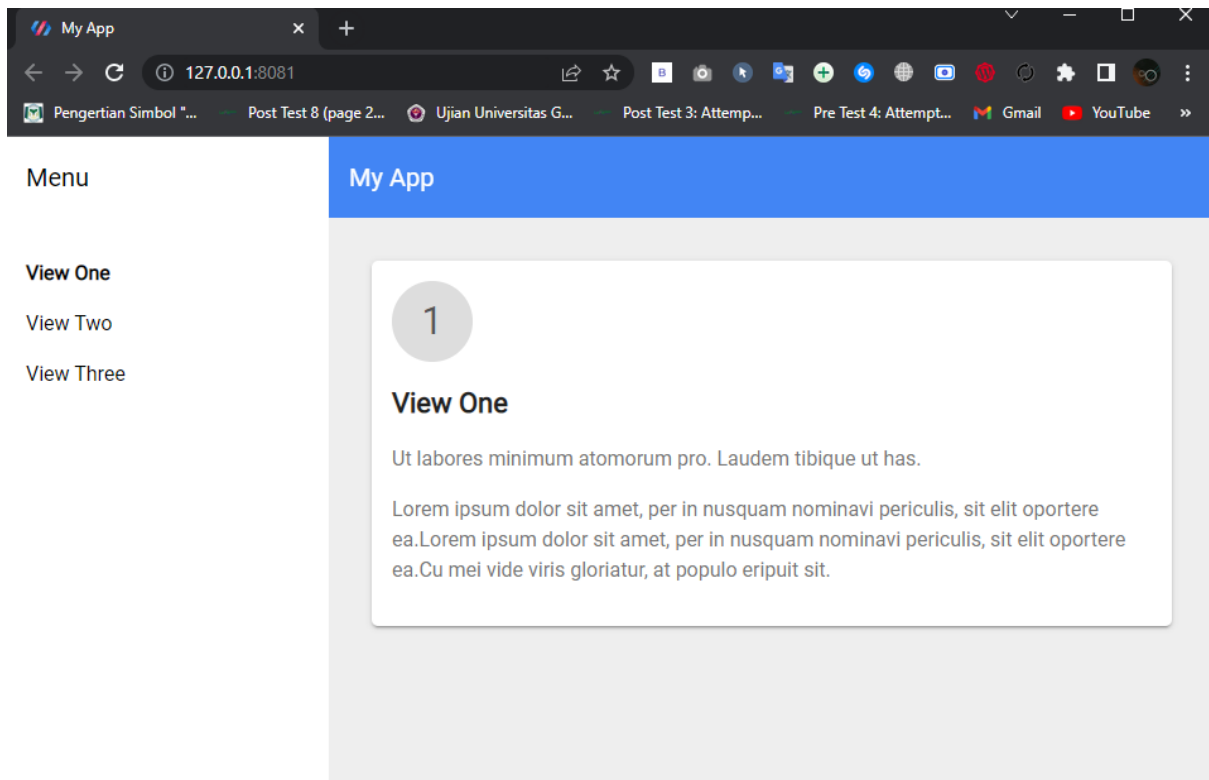 My App
127.0.0.1:8081
B
Pengertian Simbol "...
Post Test 8 (page 2...
Ujian Universitas G...
Post Test 3: Attemp...
Pre Test 4: Attempt...
Gmail
YouTube
»
Menu
My App
View One
View Two
View Three
1
View One
Ut labores minimum atomorum pro. Laudem tibique ut has.
Lorem ipsum dolor sit amet, per in nusquam nominavi periculis, sit elit oportere
ea.Lorem ipsum dolor sit amet, per in nusquam nominavi periculis, sit elit oportere
ea.Cu mei vide viris gloriatur, at populo eripuit sit.